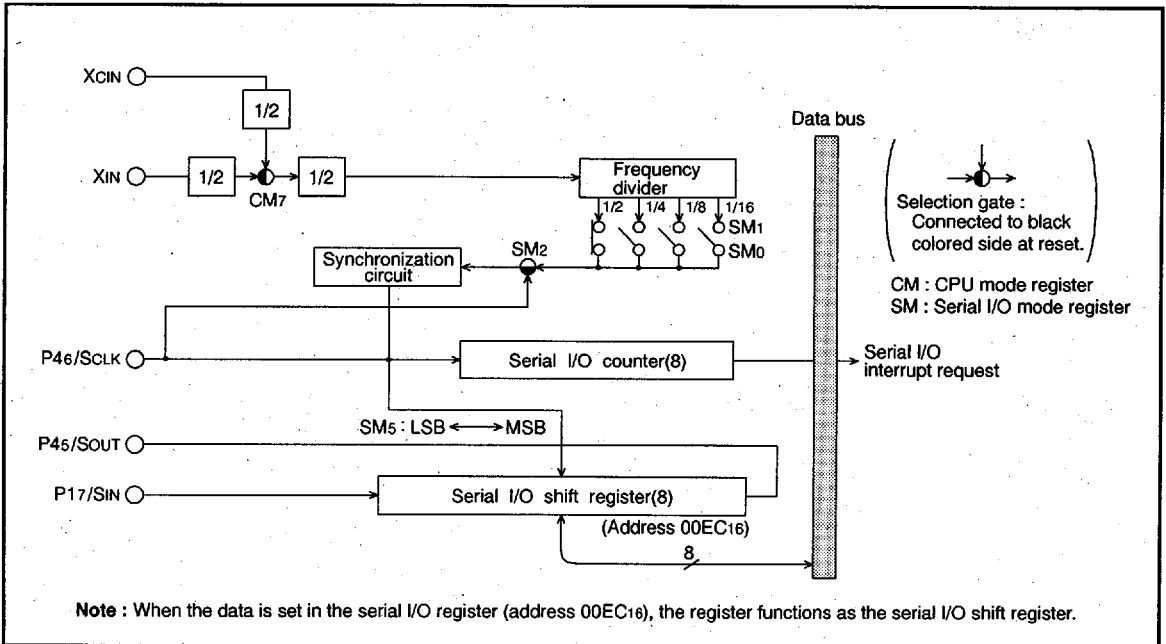 XCIN
1/2
Data bus
XIN
1/2
1/2
CM7
Frequency
divider
1/2
1/4
1/8
1/16
SM1
SM0
Selection gate :
Connected to black
colored side at reset.
SM2
Synchronization
circuit
CM : CPU mode register
SM : Serial I/O mode register
P46/SCLK
Serial I/O counter(8)
Serial I/O
interrupt request
SM5 : LSB ⟷ MSB
P45/SOUT
P17/SIN
Serial I/O shift register(8)
(Address 00EC16)
8
Note : When the data is set in the serial I/O register (address 00EC16), the register functions as the serial I/O shift register.